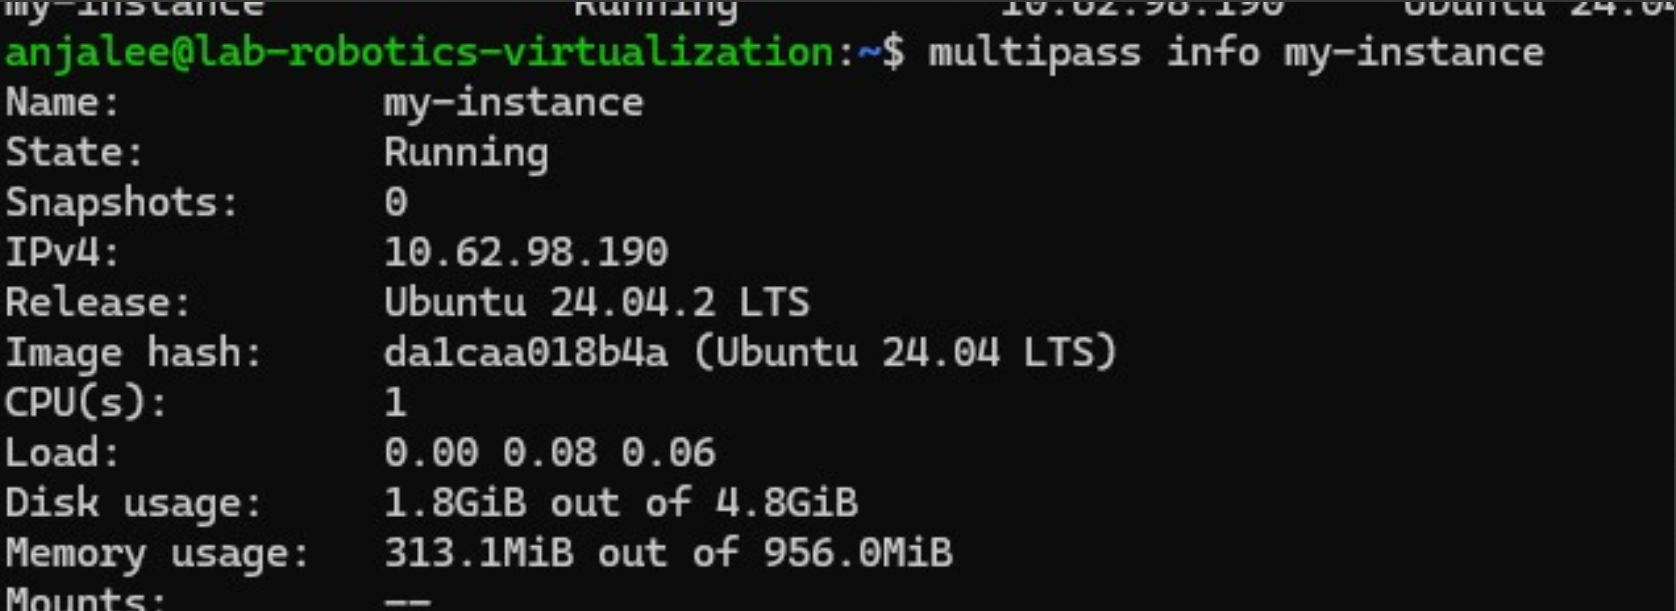 my-instance Running 10.62.98.190 Ubuntu 24.04
anjalee@lab-robotics-virtualization:~$ multipass info my-instance
Name: my-instance
State: Running
Snapshots: 0
IPv4: 10.62.98.190
Release: Ubuntu 24.04.2 LTS
Image hash: da1caa018b4a (Ubuntu 24.04 LTS)
CPU(s): 1
Load: 0.00 0.08 0.06
Disk usage: 1.8GiB out of 4.8GiB
Memory usage: 313.1MiB out of 956.0MiB
Mounts: --